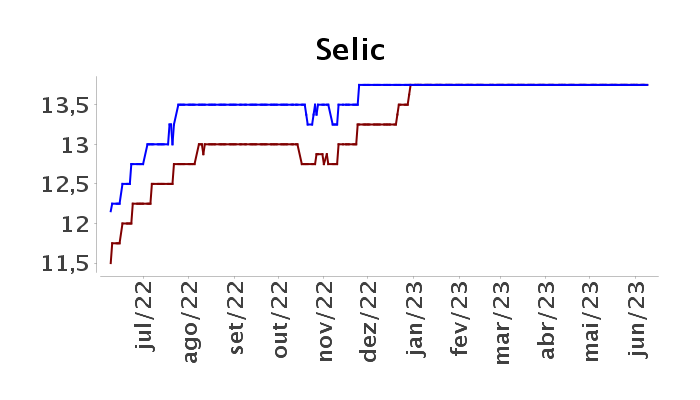 Selic
13,5
13
12,5
12
11,5
jul/22
ago/22
set/22
out/22
nov/22
dez/22
jan/23
fev/23
mar/23
abr/23
mai/23
jun/23